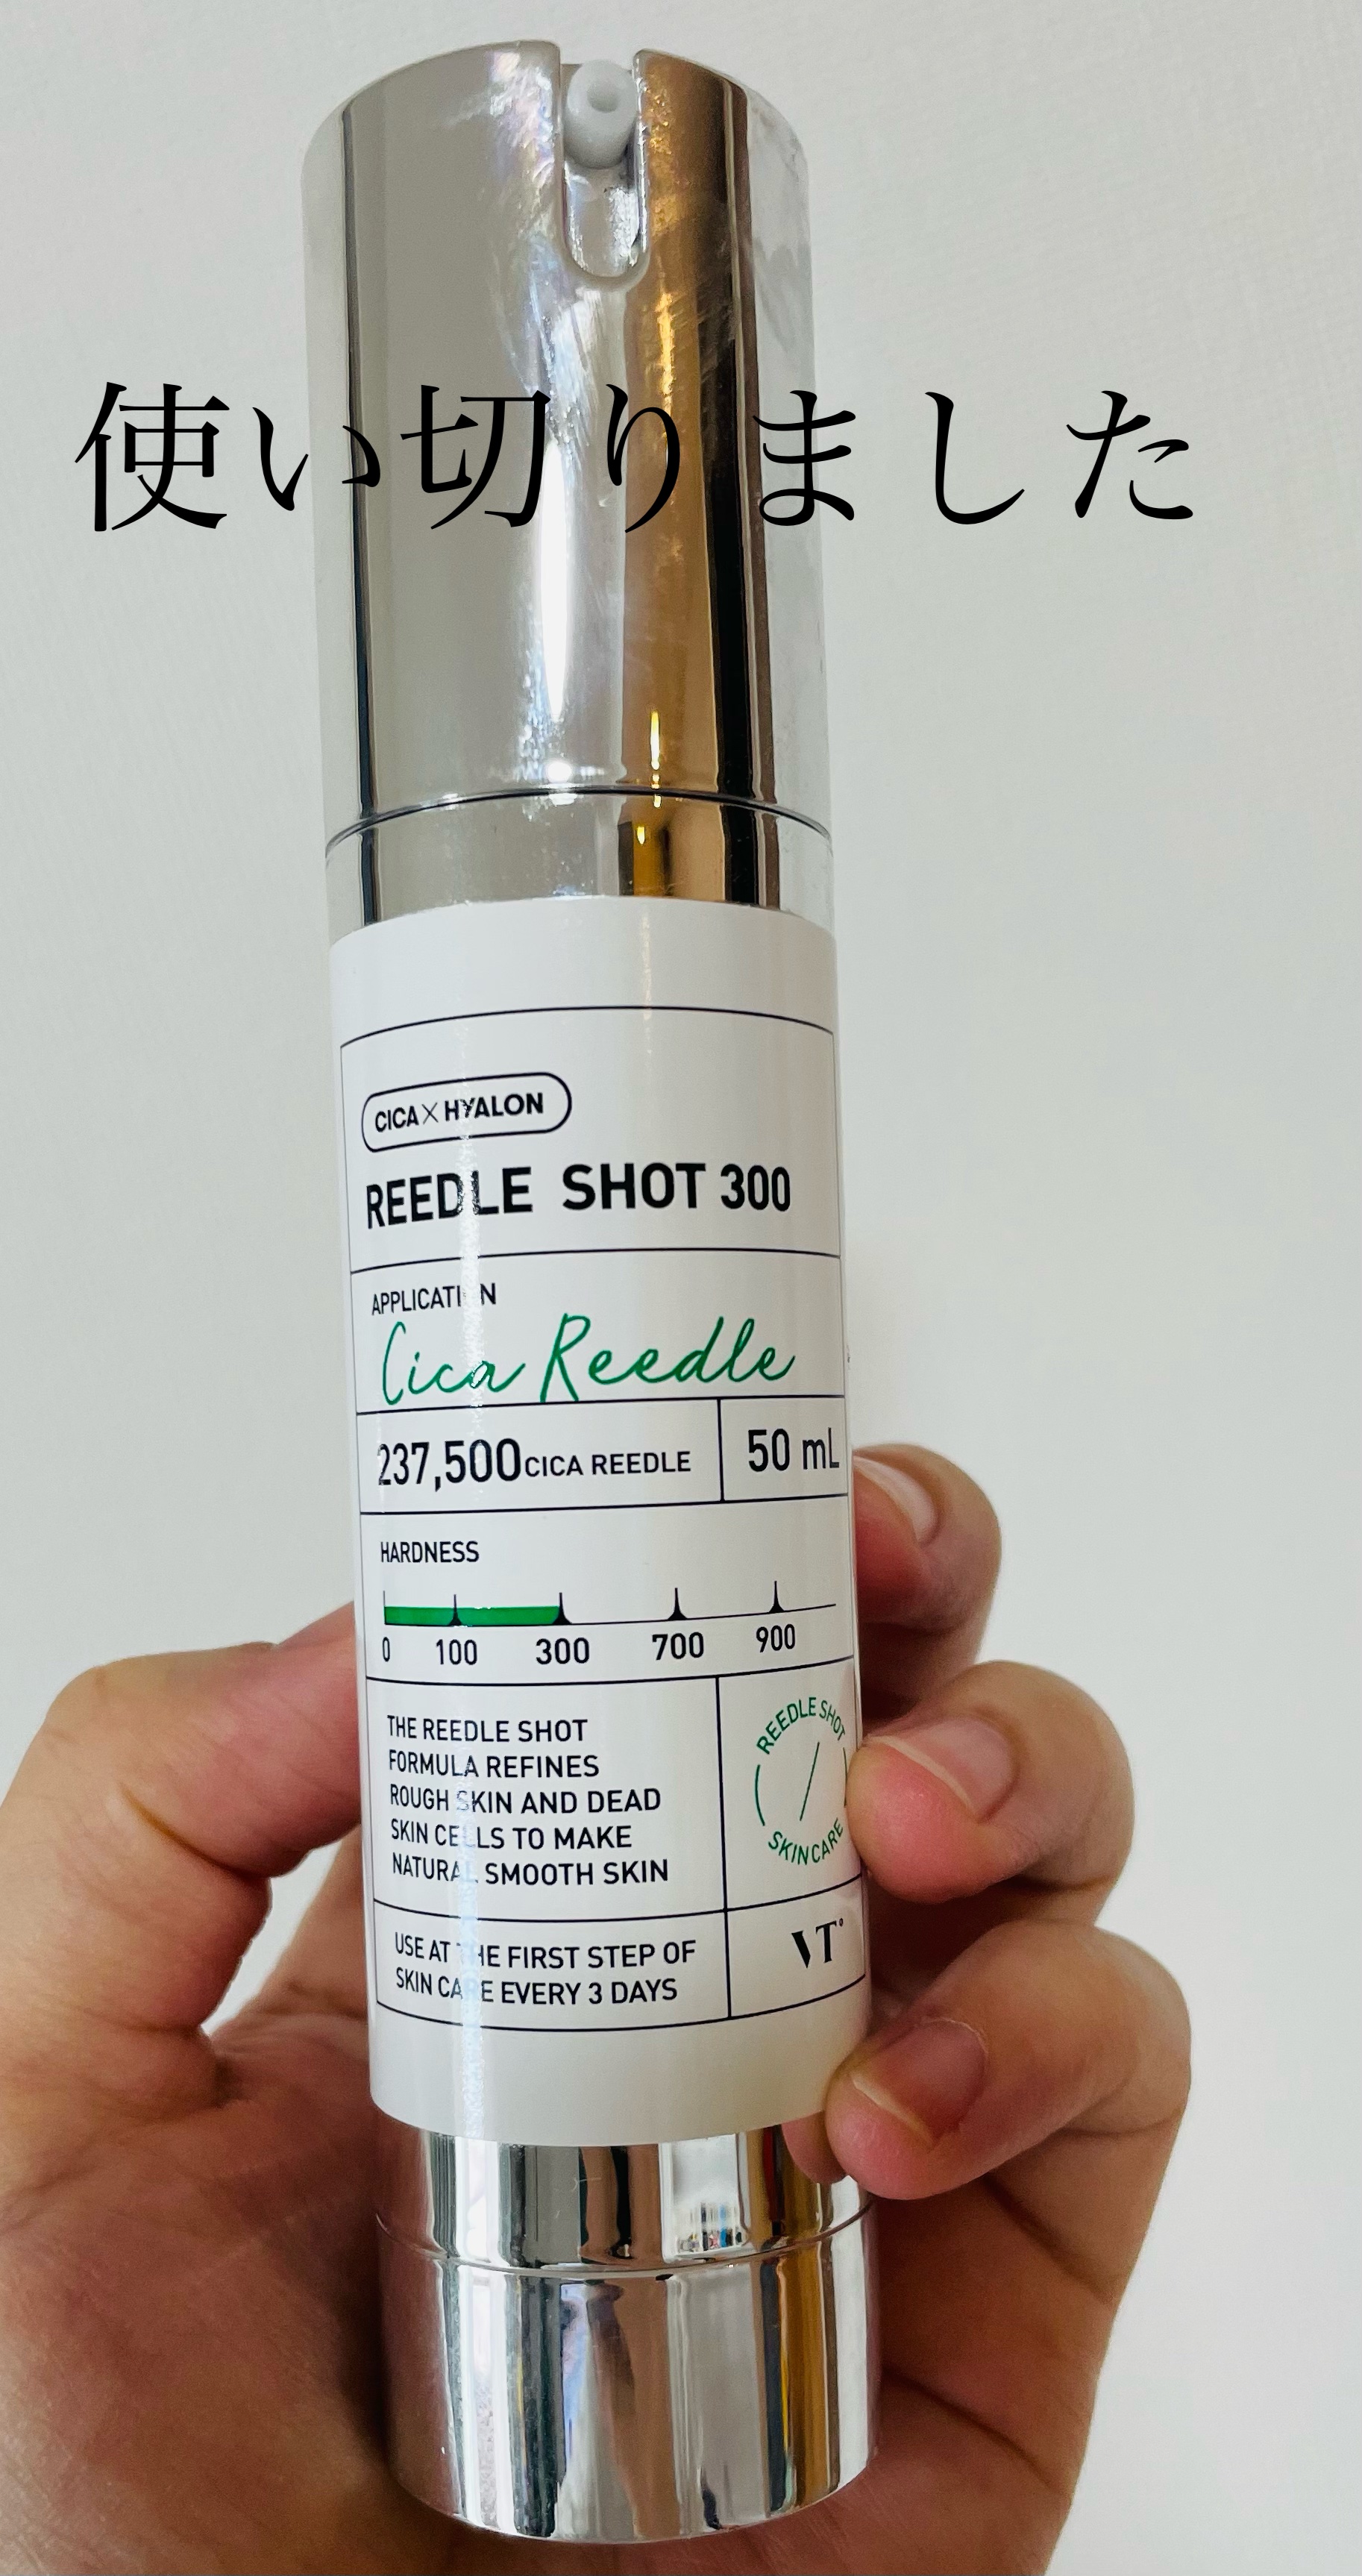 使い切りました
CICA×HYALON
REEDLE SHOT 300
APPLICATION
Cica Reedle
237,500 CICA REEDLE
50 mL
HARDNESS
0 100 300 700 900
THE REEDLE SHOT
FORMULA REFINES
ROUGH SKIN AND DEAD
SKIN CELLS TO MAKE
NATURAL SMOOTH SKIN
REEDLE SHOT
SKINCARE
USE AT THE FIRST STEP OF
SKIN CARE EVERY 3 DAYS
VT°